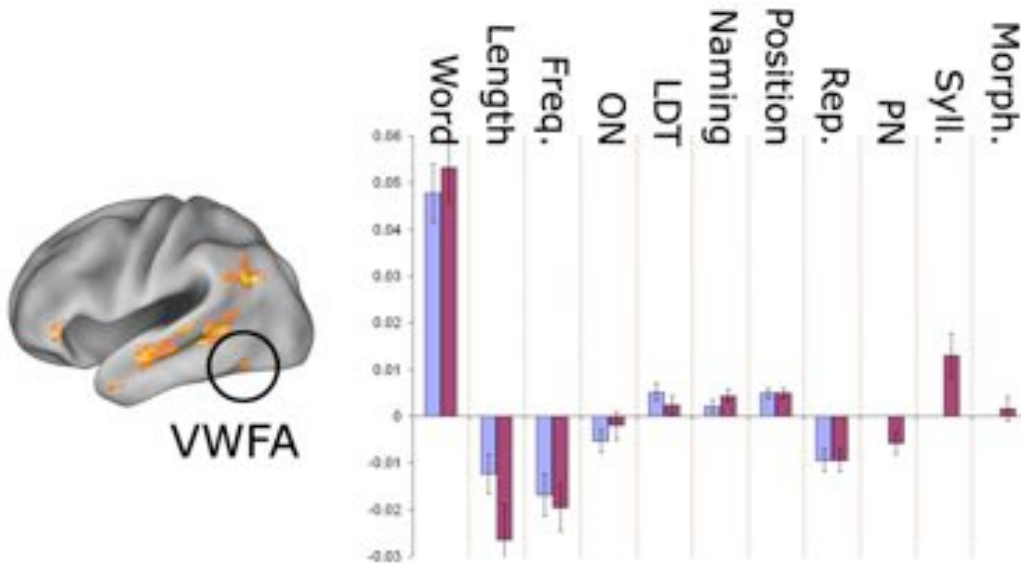 Word
Length
Freq.
ON
LDT
Naming
Position
Rep.
PN
Syll.
Morph.
0.06
0.05
0.04
0.03
0.02
0.01
0
-0.01
-0.02
-0.03
VWFA